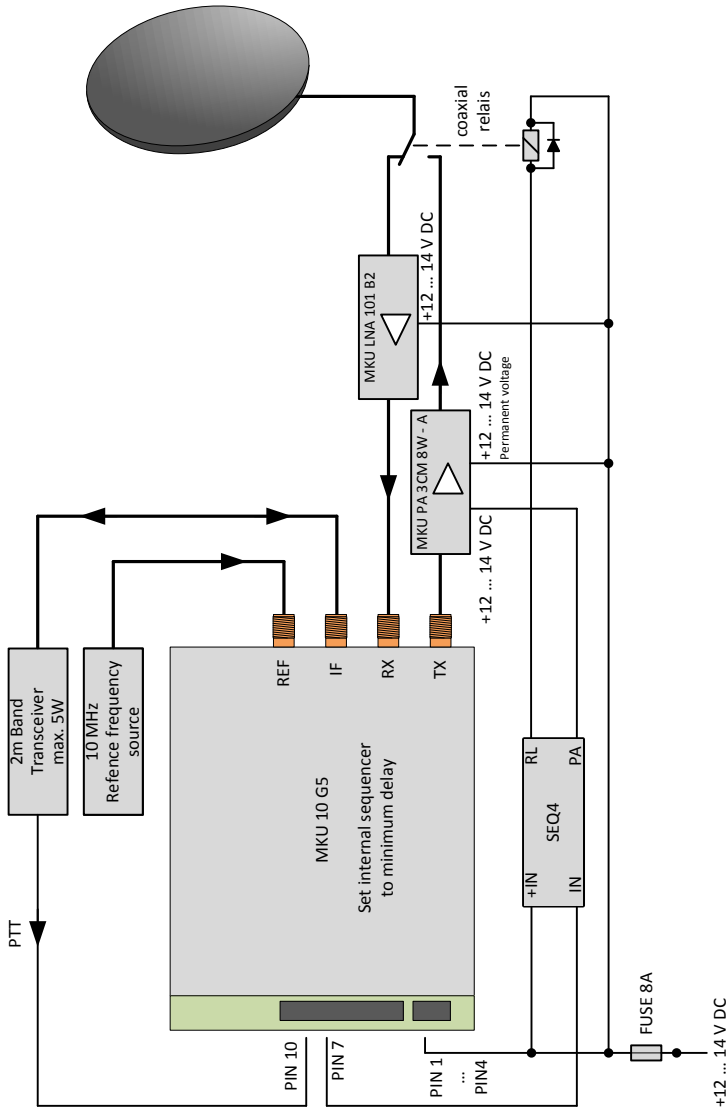 2m Band
Transceiver
max. 5W
10 MHz
Refence frequency
source
PTT
MKU 10 G5
Set internal sequencer
to minimum delay
REF
IF
RX
TX
PIN 10
PIN 7
PIN 1
...
PIN4
MKU LNA 101 B2
+12 ... 14 V DC
MKU PA 3CM 8W - A
+12 ... 14 V DC
+12 ... 14 V DC
Permanent voltage
coaxial
relais
SEQ4
+IN
IN
RL
PA
FUSE 8A
+12 ... 14 V DC